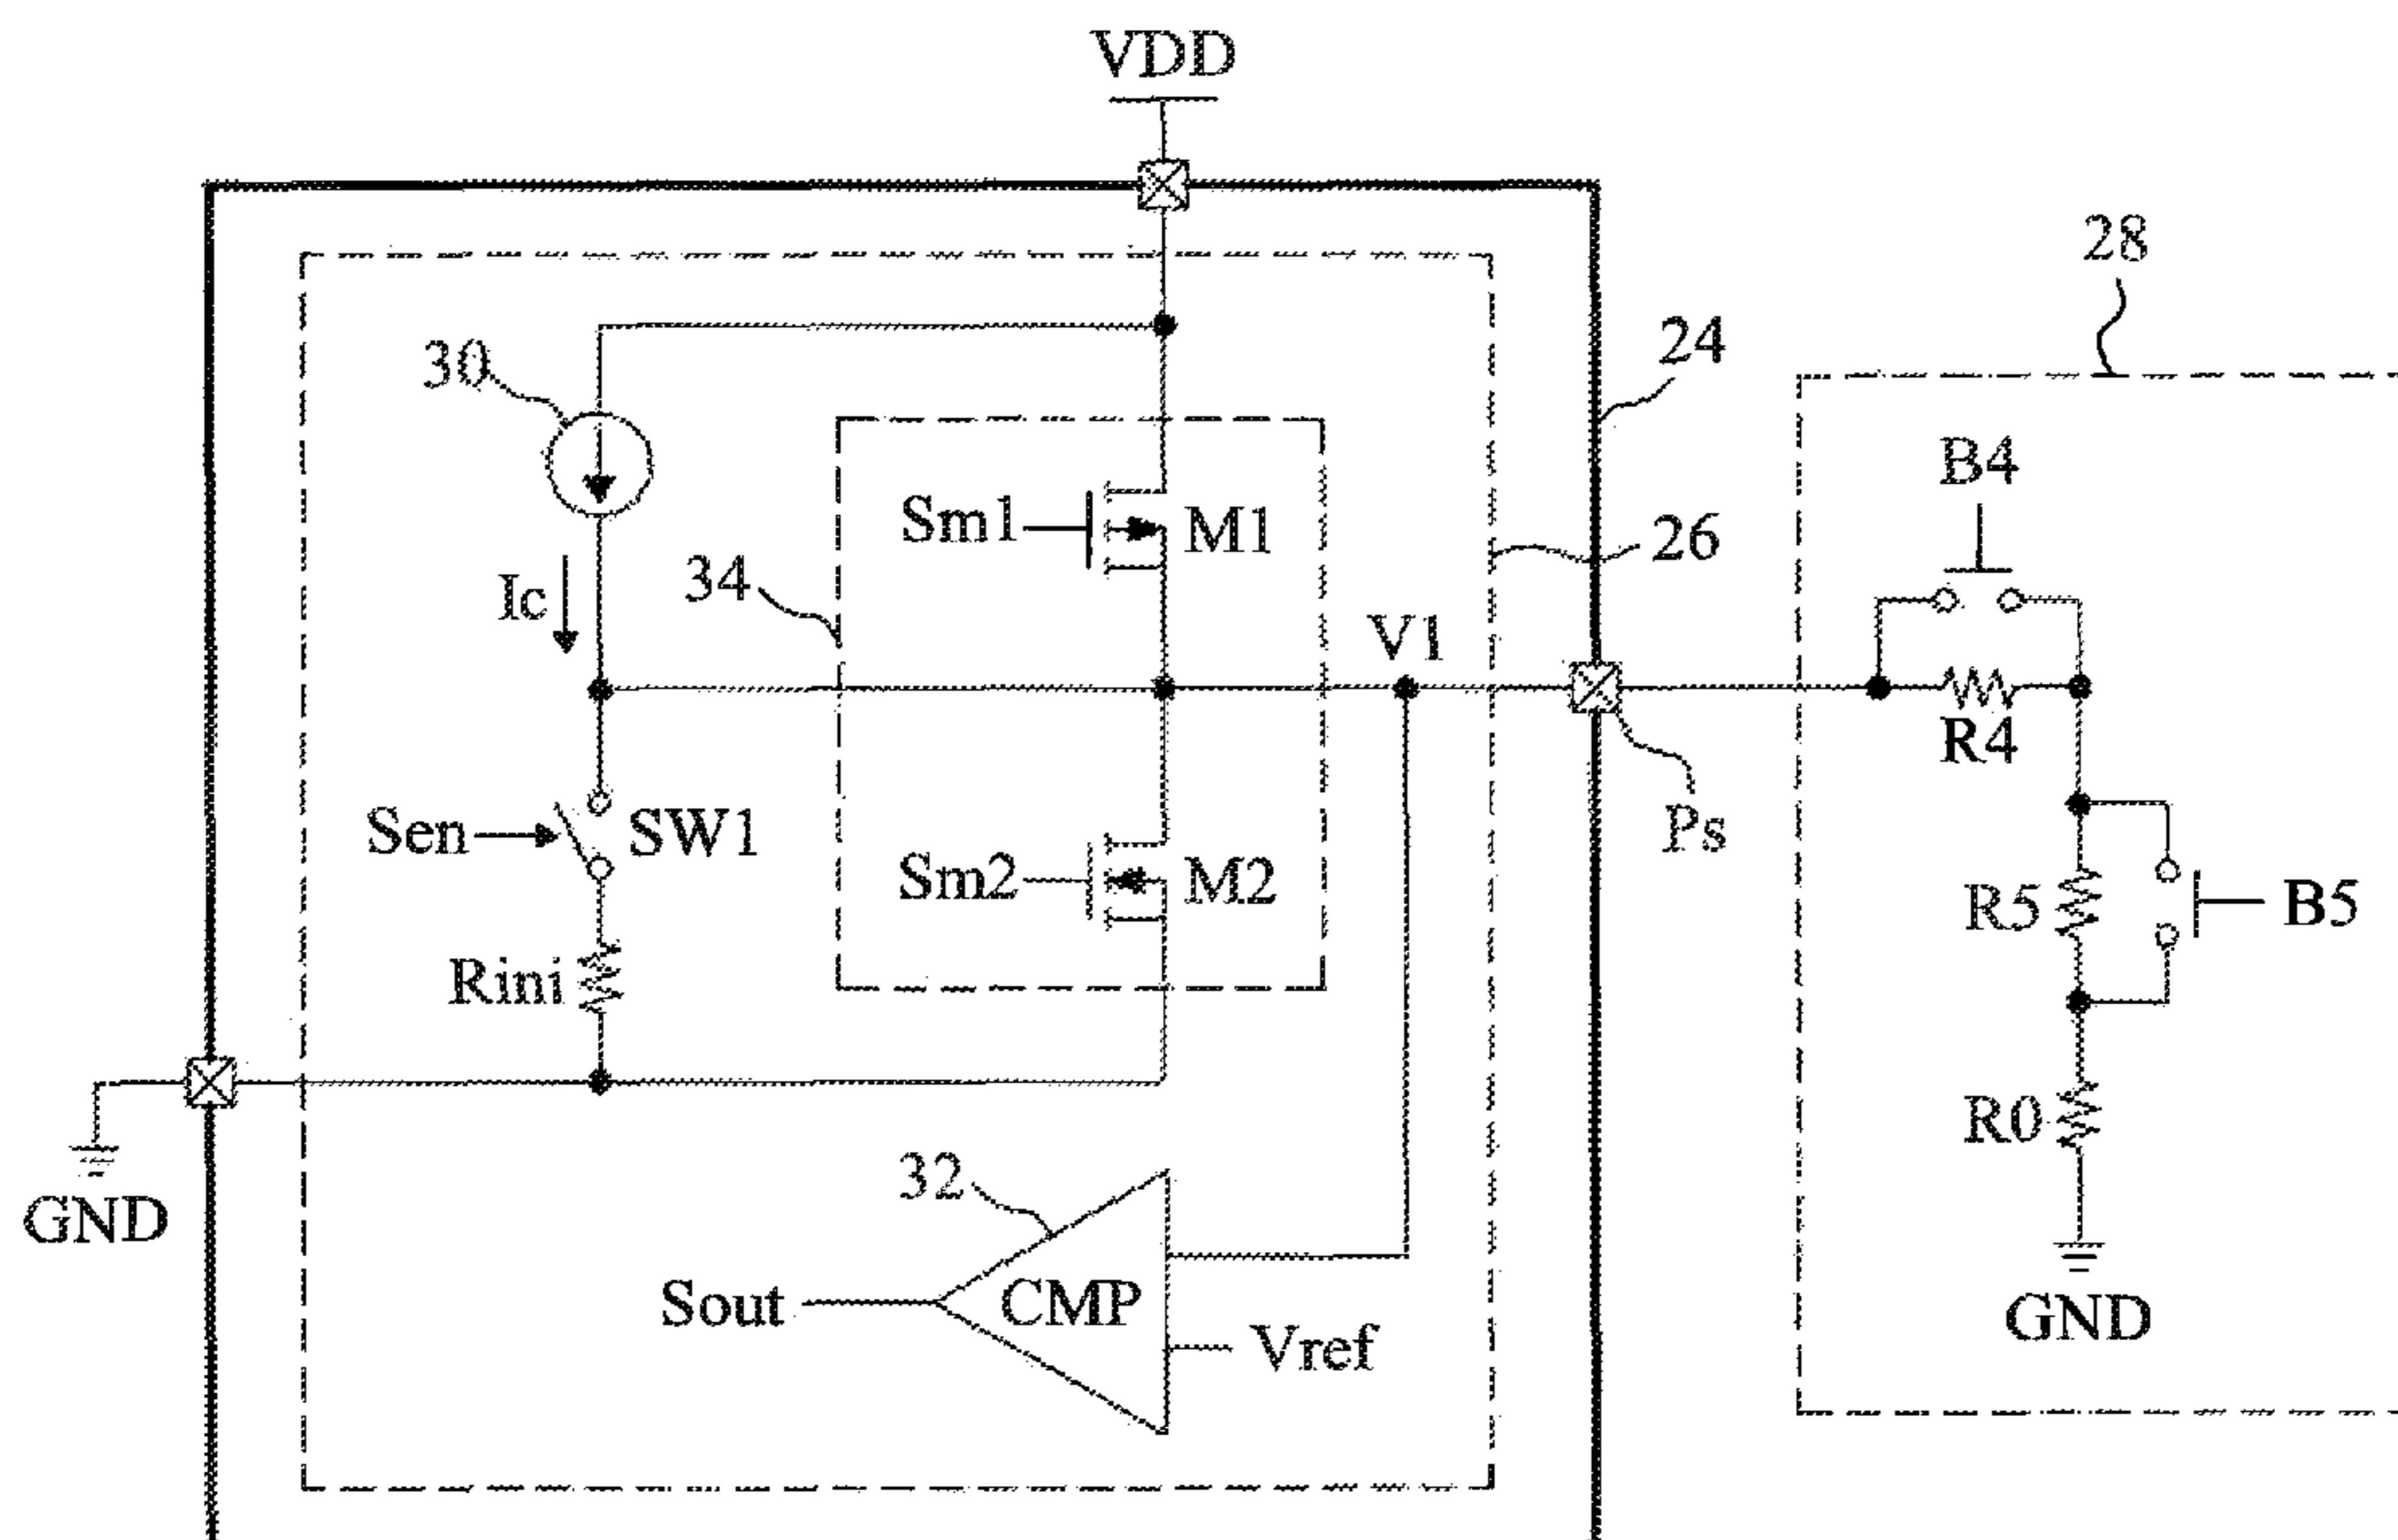 VDD
28
24
30
B4
Sm1
M1
26
34
Ic
V1
R4
Sen
SW1
Ps
Sm2
M2
R5
B5
Rini
R0
32
GND
CMP
Sout
Vref
GND